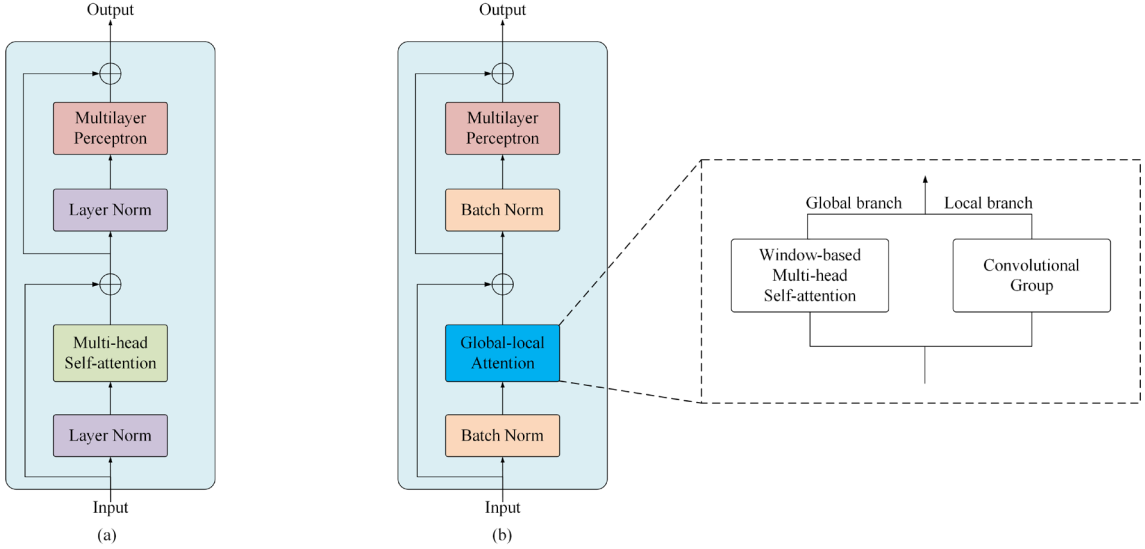 Output
Multilayer
Perceptron
Layer Norm
Multi-head
Self-attention
Layer Norm
Input
(a)
Output
Multilayer
Perceptron
Batch Norm
Global-local
Attention
Batch Norm
Input
(b)
Global branch
Local branch
Window-based
Multi-head
Self-attention
Convolutional
Group